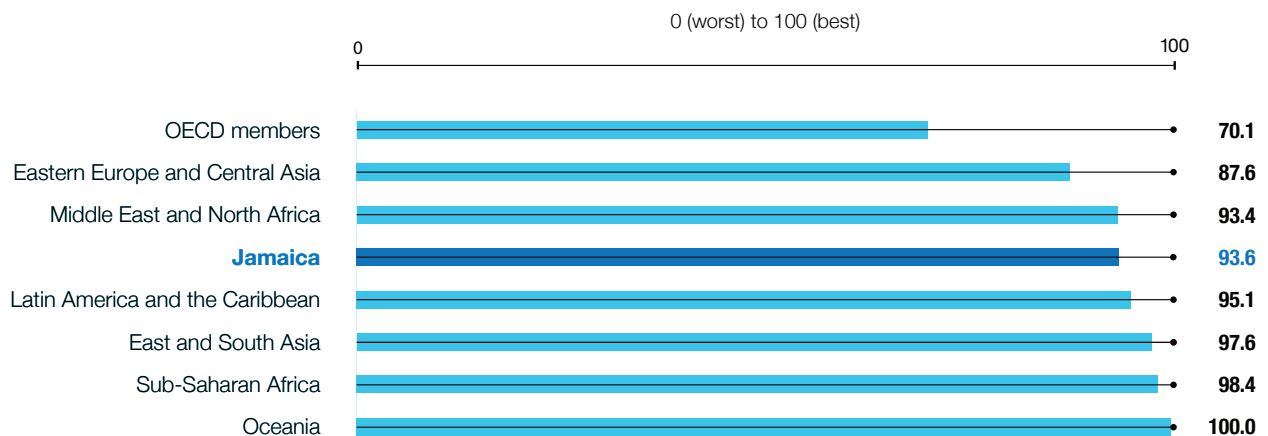 0 (worst) to 100 (best)
0 100
OECD members 70.1
Eastern Europe and Central Asia 87.6
Middle East and North Africa 93.4
Jamaica 93.6
Latin America and the Caribbean 95.1
East and South Asia 97.6
Sub-Saharan Africa 98.4
Oceania 100.0